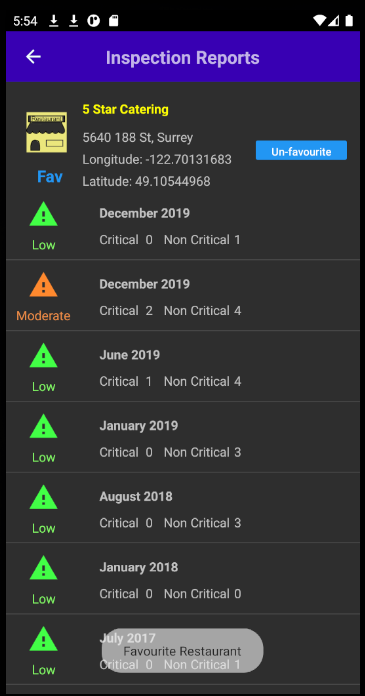 5:54
Inspection Reports
5 Star Catering
5640 188 St, Surrey
Longitude: -122.70131683
Un-favourite
Fav
Latitude: 49.10544968
December 2019
Low
Critical 0 Non Critical 1
December 2019
Moderate
Critical 2 Non Critical 4
June 2019
Low
Critical 1 Non Critical 4
January 2019
Low
Critical 0 Non Critical 3
August 2018
Low
Critical 0 Non Critical 3
January 2018
Low
Critical 0 Non Critical 0
July 2017
Favourite Restaurant
Low
Critical 0 Non Critical 1